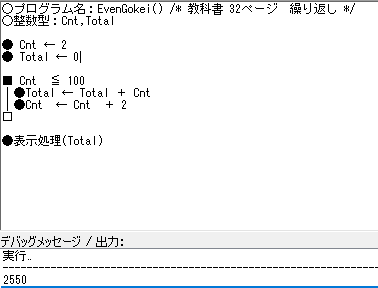 ○プログラム名：EvenGokei() /* 教科書 32ページ 繰り返し */
○整数型：Cnt,Total
● Cnt ← 2
● Total ← 0
■ Cnt ≦ 100
●Total ← Total + Cnt
●Cnt ← Cnt + 2
□
●表示処理(Total)
デバッグメッセージ / 出力:
実行..
--------------------------------------------------------------
2550